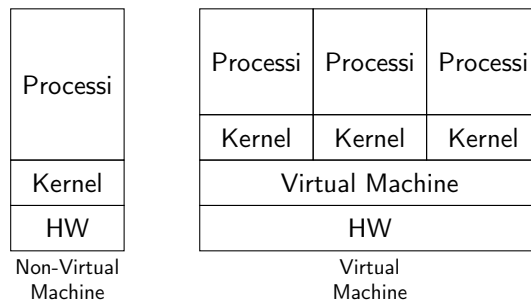 Processi
Kernel
HW
Non-Virtual
Machine
Processi Processi Processi
Kernel Kernel Kernel
Virtual Machine
HW
Virtual
Machine